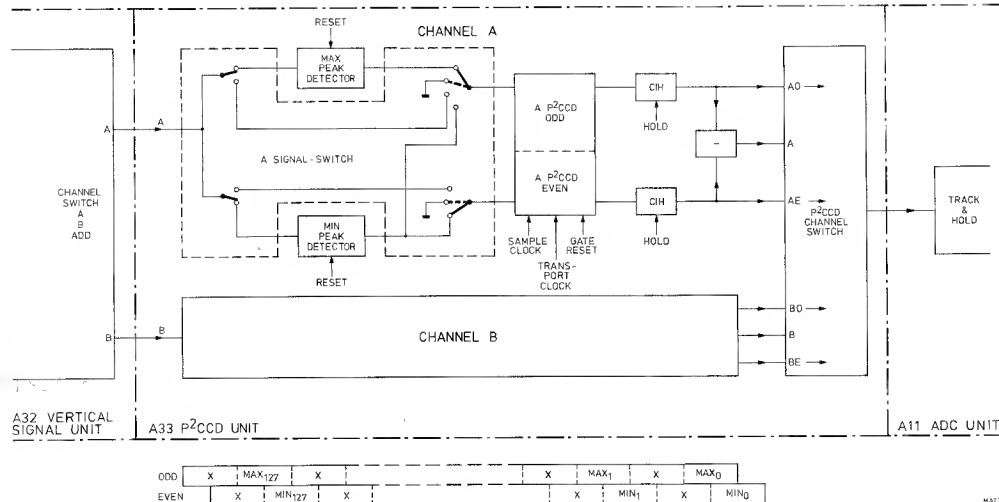 RESET
CHANNEL A
MAX
PEAK
DETECTOR
A
A
A SIGNAL-SWITCH
CHANNEL
SWITCH
A
B
ADD
MIN
PEAK
DETECTOR
RESET
A P²CCD
ODD
A P²CCD
EVEN
SAMPLE
CLOCK
TRANS-
PORT
CLOCK
GATE
RESET
CIH
HOLD
-
CIH
HOLD
AO
A
AE
P²CCD
CHANNEL
SWITCH
TRACK
&
HOLD
B
B
CHANNEL B
BO
B
BE
A32 VERTICAL
SIGNAL UNIT
A33 P²CCD UNIT
A11 ADC UNIT
ODD X MAX127 X X MAX1 X MAX0
EVEN X MIN127 X X MIN1 X MIN0